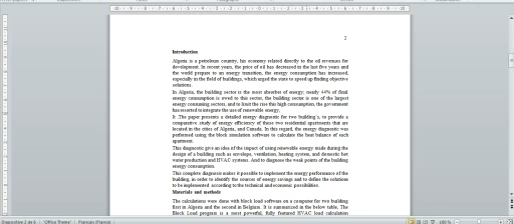 2
Introduction
Algeria is a petroleum country, his economy related directly to the oil revenues for
development. In recent years, the price of oil has decreased in the last five years and
the world prepare to an energy transition, the energy consumption has increased,
especially in the field of buildings, which urged the state to speed up finding objective
solutions.
In Algeria, the building sector is the most absorber of energy; nearly 44% of final
energy consumption is owed to this sector, the building sector is one of the largest
energy consuming sectors, and to limit the rise this high consumption, the government
has resorted to integrate the use of renewable energy.
It The paper presents a detailed energy diagnostic for two building's, to provide a
comparative study of energy efficiency of these two residential apartments that are
located in the cities of Algeria, and Canada. In this regard, the energy diagnostic was
performed using the block simulation software to calculate the heat balance of each
apartment.
This diagnostic give an idea of the impact of using renewable energy made during the
design of a building such as envelope, ventilation, heating system, and domestic hot
water production and HVAC systems. And to diagnose the weak points of the building
energy consumption.
This complete diagnose makes it possible to implement the energy performance of the
building, in order to identify the sources of energy savings and to define the solutions
to be implemented according to the technical and economic possibilities.
Materials and methods
The calculations were done with block load software on a computer for two building
first in Algeria and the second in Belgium. It is summarized in the below table. The
Block Load program is a most powerful, fully featured HVAC load calculation
Diapositive 2 de 6 "Office Theme" Français (France)